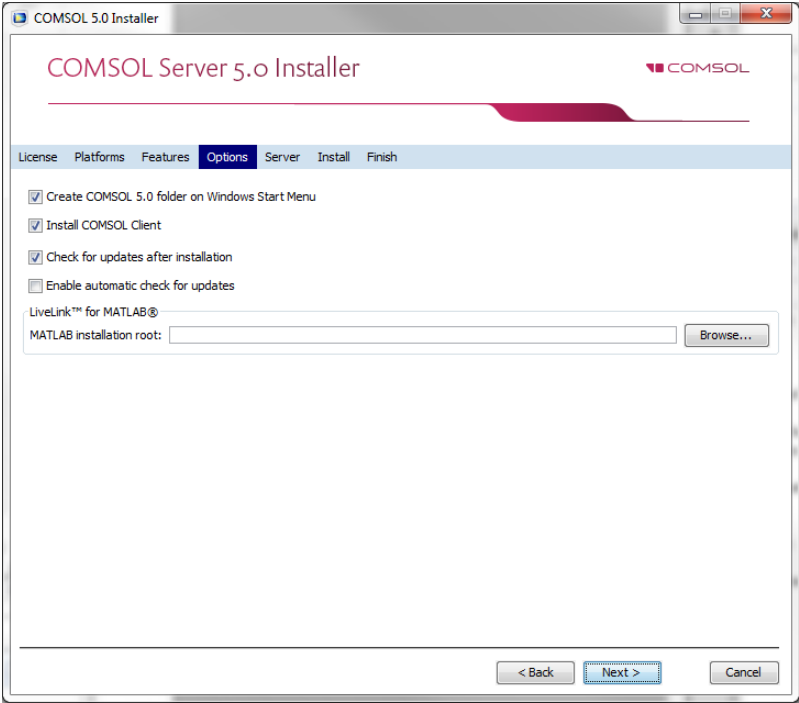 COMSOL 5.0 Installer
COMSOL Server 5.0 Installer
COMSOL
License Platforms Features Options Server Install Finish
Create COMSOL 5.0 folder on Windows Start Menu
Install COMSOL Client
Check for updates after installation
Enable automatic check for updates
LiveLink™ for MATLAB®
MATLAB installation root: Browse...
< Back Next > Cancel